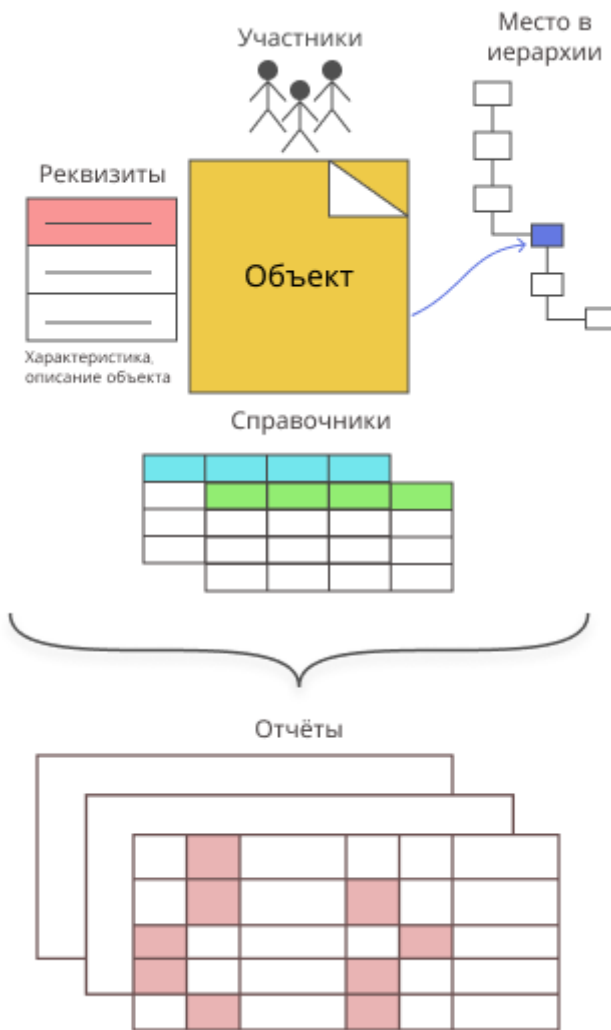 Участники
Место в
иерархии
Реквизиты
Объект
Характеристика,
описание объекта
Справочники
Отчёты